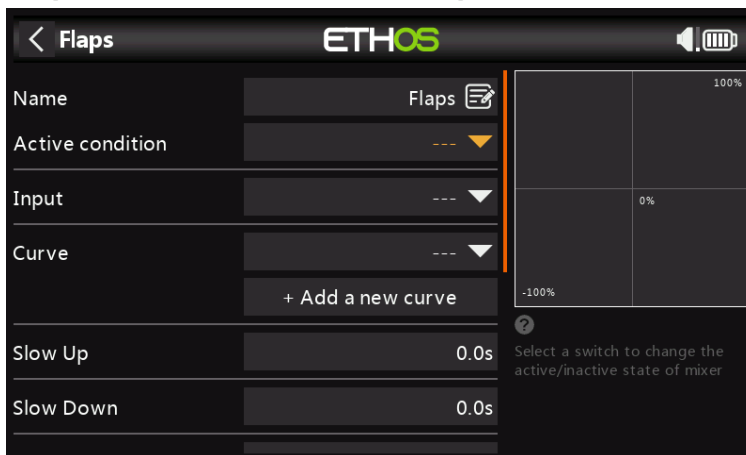 Flaps
ETHOS
Name
Flaps
Active condition
---
Input
---
Curve
---
+ Add a new curve
Slow Up
0.0s
Slow Down
0.0s
100%
0%
-100%
?
Select a switch to change the
active/inactive state of mixer